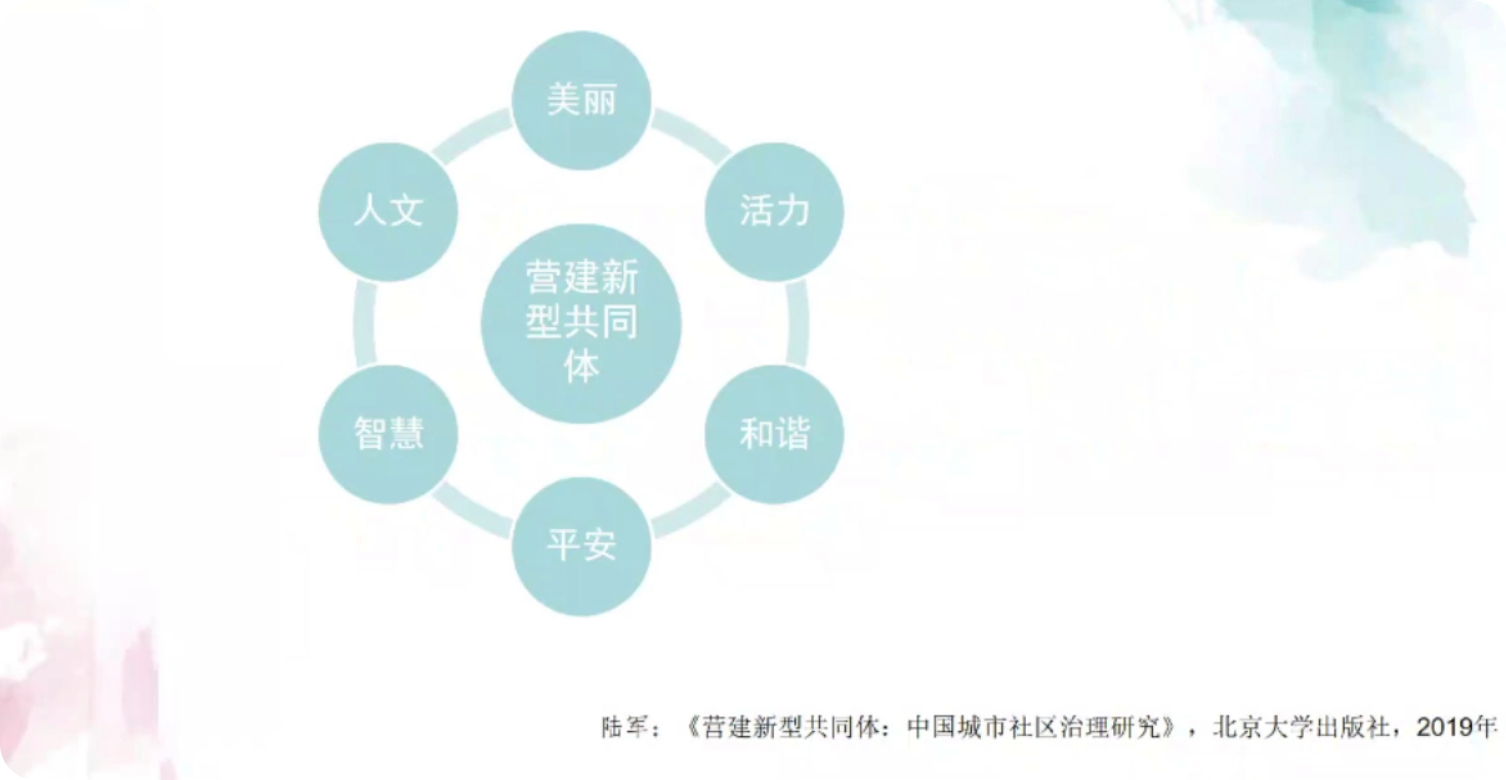 美丽
人文
活力
营建新
型共同
体
智慧
和谐
平安
陆军：《营建新型共同体：中国城市社区治理研究》，北京大学出版社，2019年